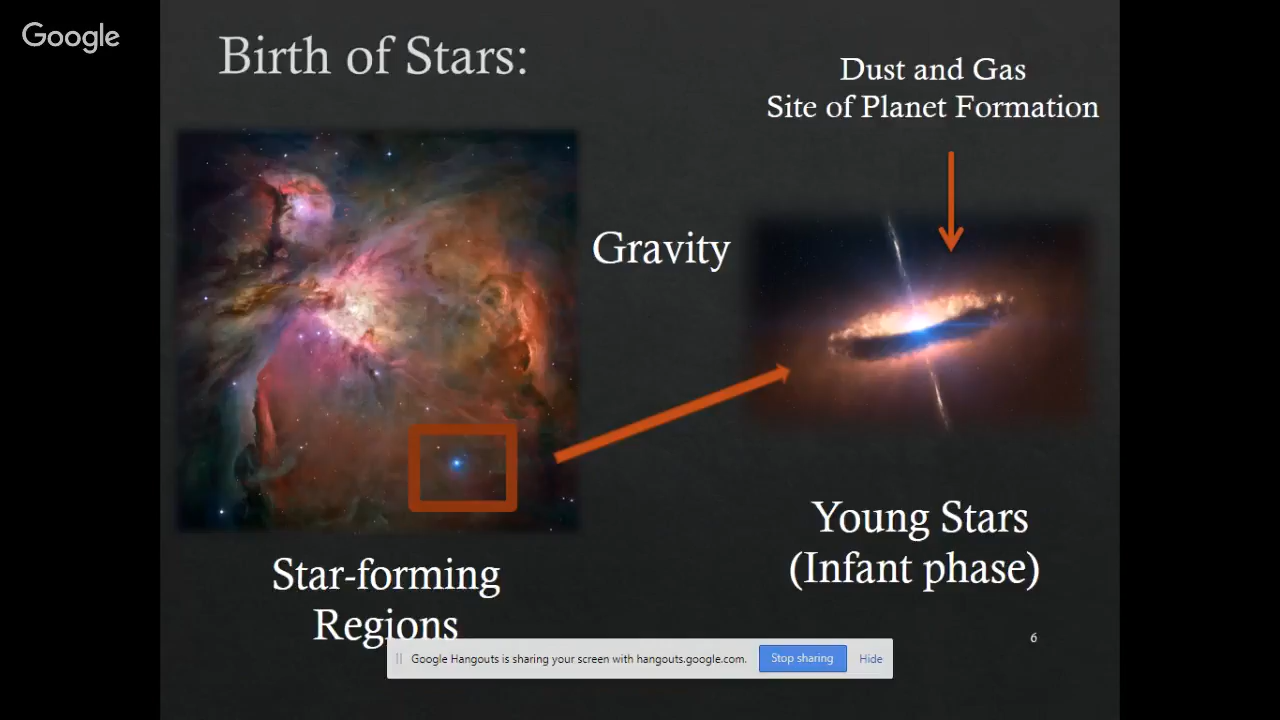 Google
Birth of Stars:
Dust and Gas
Site of Planet Formation
Gravity
Star-forming
Regions
Young Stars
(Infant phase)
6
Google Hangouts is sharing your screen with hangouts.google.com.
Stop sharing
Hide